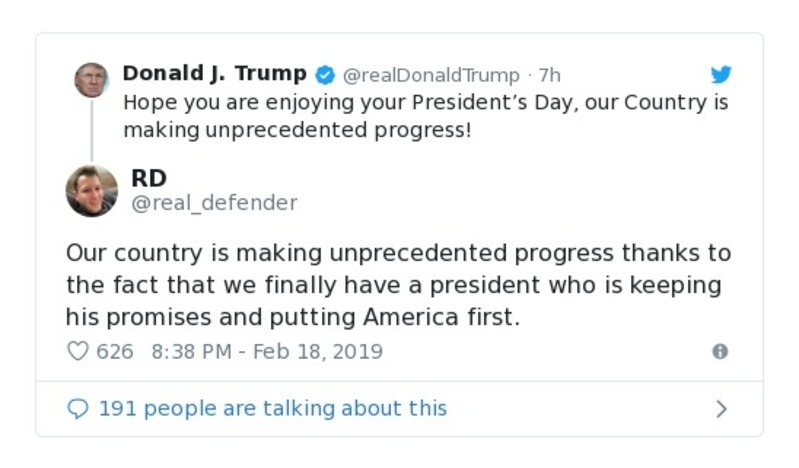 Donald J. Trump @realDonaldTrump · 7h
Hope you are enjoying your President’s Day, our Country is
making unprecedented progress!
RD
@real_defender
Our country is making unprecedented progress thanks to
the fact that we finally have a president who is keeping
his promises and putting America first.
626 8:38 PM - Feb 18, 2019
191 people are talking about this